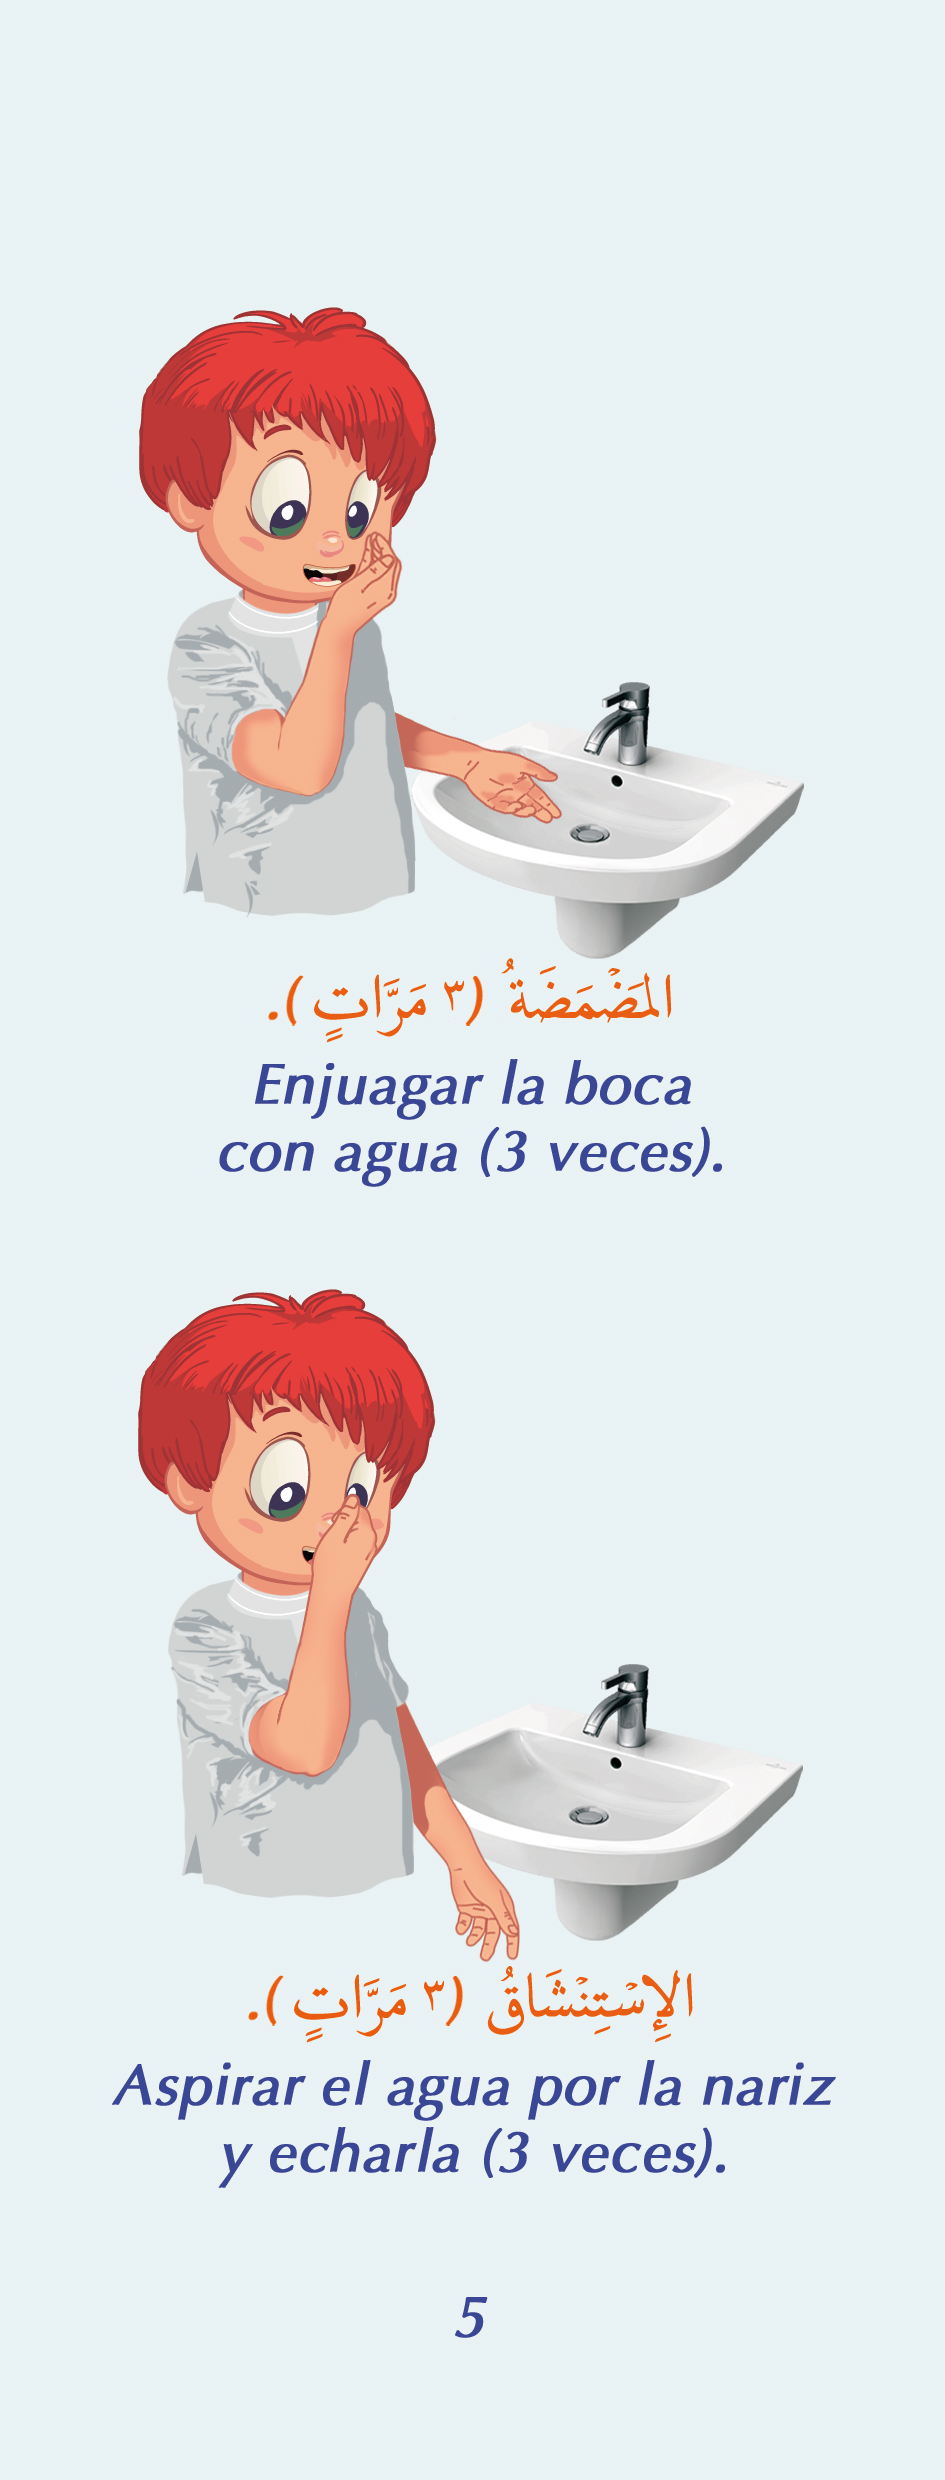 المَضْمَضَةُ (٣ مَرَّاتٍ).
Enjuagar la boca
con agua (3 veces).
الإِسْتِنْشَاقُ (٣ مَرَّاتٍ).
Aspirar el agua por la nariz
y echarla (3 veces).
5